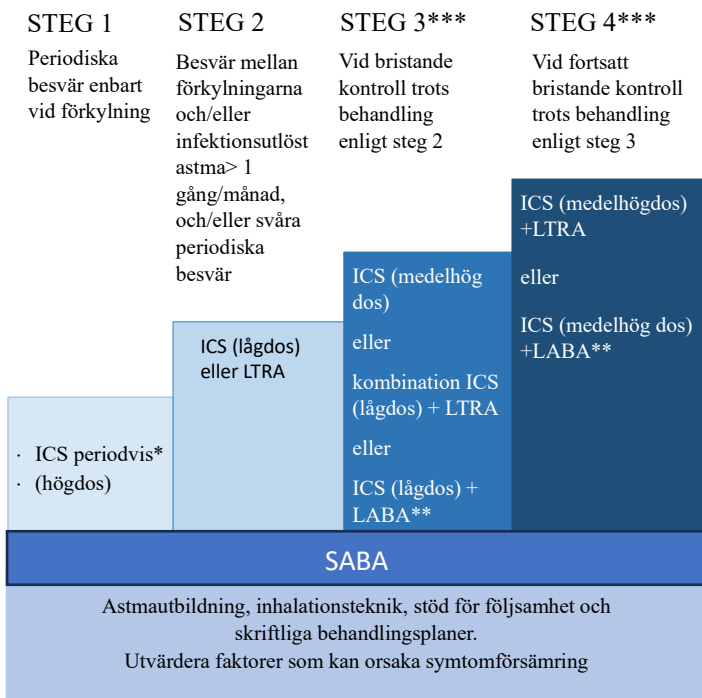 STEG 1
Periodiska
besvär enbart
vid förkylning
· ICS periodvis*
· (högdos)
STEG 2
Besvär mellan
förkylningarna
och/eller
infektionsutlöst
astma> 1
gång/månad,
och/eller svåra
periodiska
besvär
ICS (lågdos)
eller LTRA
STEG 3***
Vid bristande
kontroll trots
behandling
enligt steg 2
ICS (medelhög
dos)
eller
kombination ICS
(lågdos) + LTRA
eller
ICS (lågdos) +
LABA**
STEG 4***
Vid fortsatt
bristande kontroll
trots behandling
enligt steg 3
ICS (medelhögdos)
+LTRA
eller
ICS (medelhög dos)
+LABA**
SABA
Astmautbildning, inhalationsteknik, stöd för följsamhet och
skriftliga behandlingsplaner.
Utvärdera faktorer som kan orsaka symtomförsämring